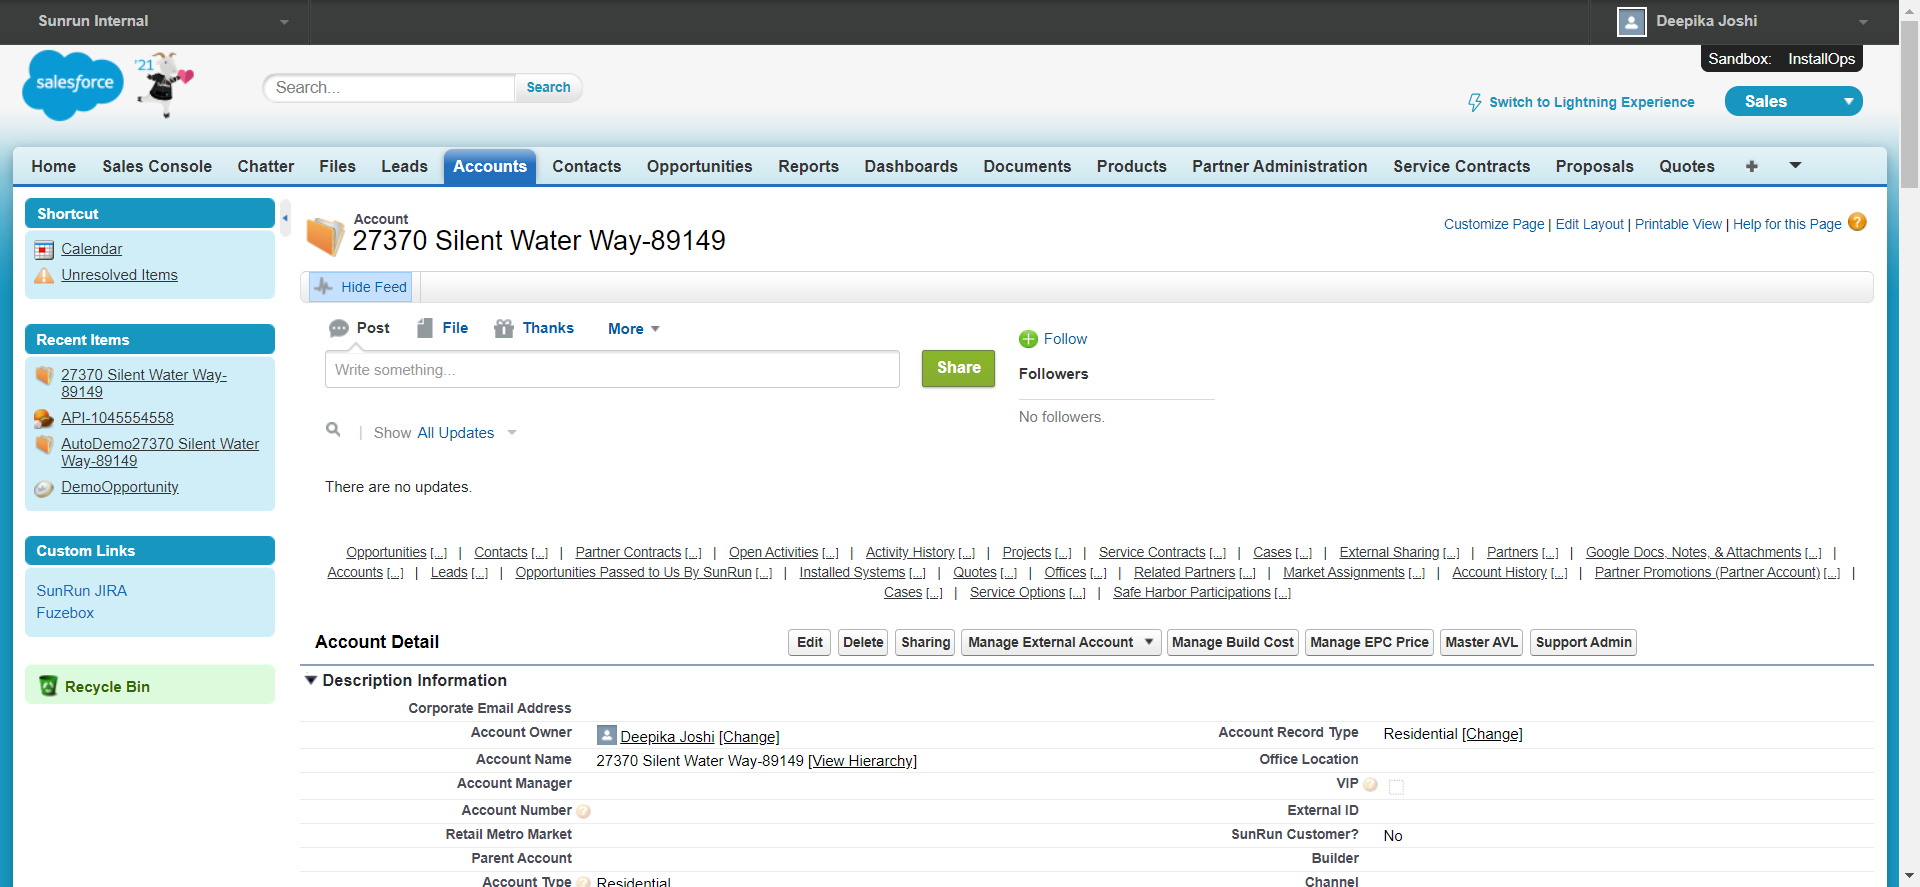 Sunrun Internal
Deepika Joshi
Sandbox: InstallOps
salesforce
'21
Search...
Search
Switch to Lightning Experience
Sales
Home Sales Console Chatter Files Leads Accounts Contacts Opportunities Reports Dashboards Documents Products Partner Administration Service Contracts Proposals Quotes +
Shortcut
Calendar
Unresolved Items
Recent Items
27370 Silent Water Way-
89149
API-1045554558
AutoDemo27370 Silent Water
Way-89149
DemoOpportunity
Custom Links
SunRun JIRA
Fuzebox
Recycle Bin
Account
27370 Silent Water Way-89149
Customize Page | Edit Layout | Printable View | Help for this Page ?
Hide Feed
Post File Thanks More
Write something...
Share
Follow
Followers
No followers.
| Show All Updates
There are no updates.
Opportunities [...] | Contacts [...] | Partner Contracts [...] | Open Activities [...] | Activity History [...] | Projects [...] | Service Contracts [...] | Cases [...] | External Sharing [...] | Partners [...] | Google Docs, Notes, & Attachments [...] |
Accounts [...] | Leads [...] | Opportunities Passed to Us By SunRun [...] | Installed Systems [...] | Quotes [...] | Offices [...] | Related Partners [...] | Market Assignments [...] | Account History [...] | Partner Promotions (Partner Account) [...] |
Cases [...] | Service Options [...] | Safe Harbor Participations [...]
Account Detail
Edit Delete Sharing Manage External Account Manage Build Cost Manage EPC Price Master AVL Support Admin
Description Information
Corporate Email Address
Account Owner Deepika Joshi [Change] Account Record Type Residential [Change]
Account Name 27370 Silent Water Way-89149 [View Hierarchy] Office Location
Account Manager VIP ?
Account Number ? External ID
Retail Metro Market SunRun Customer? No
Parent Account Builder
Account Type ? Residential Channel